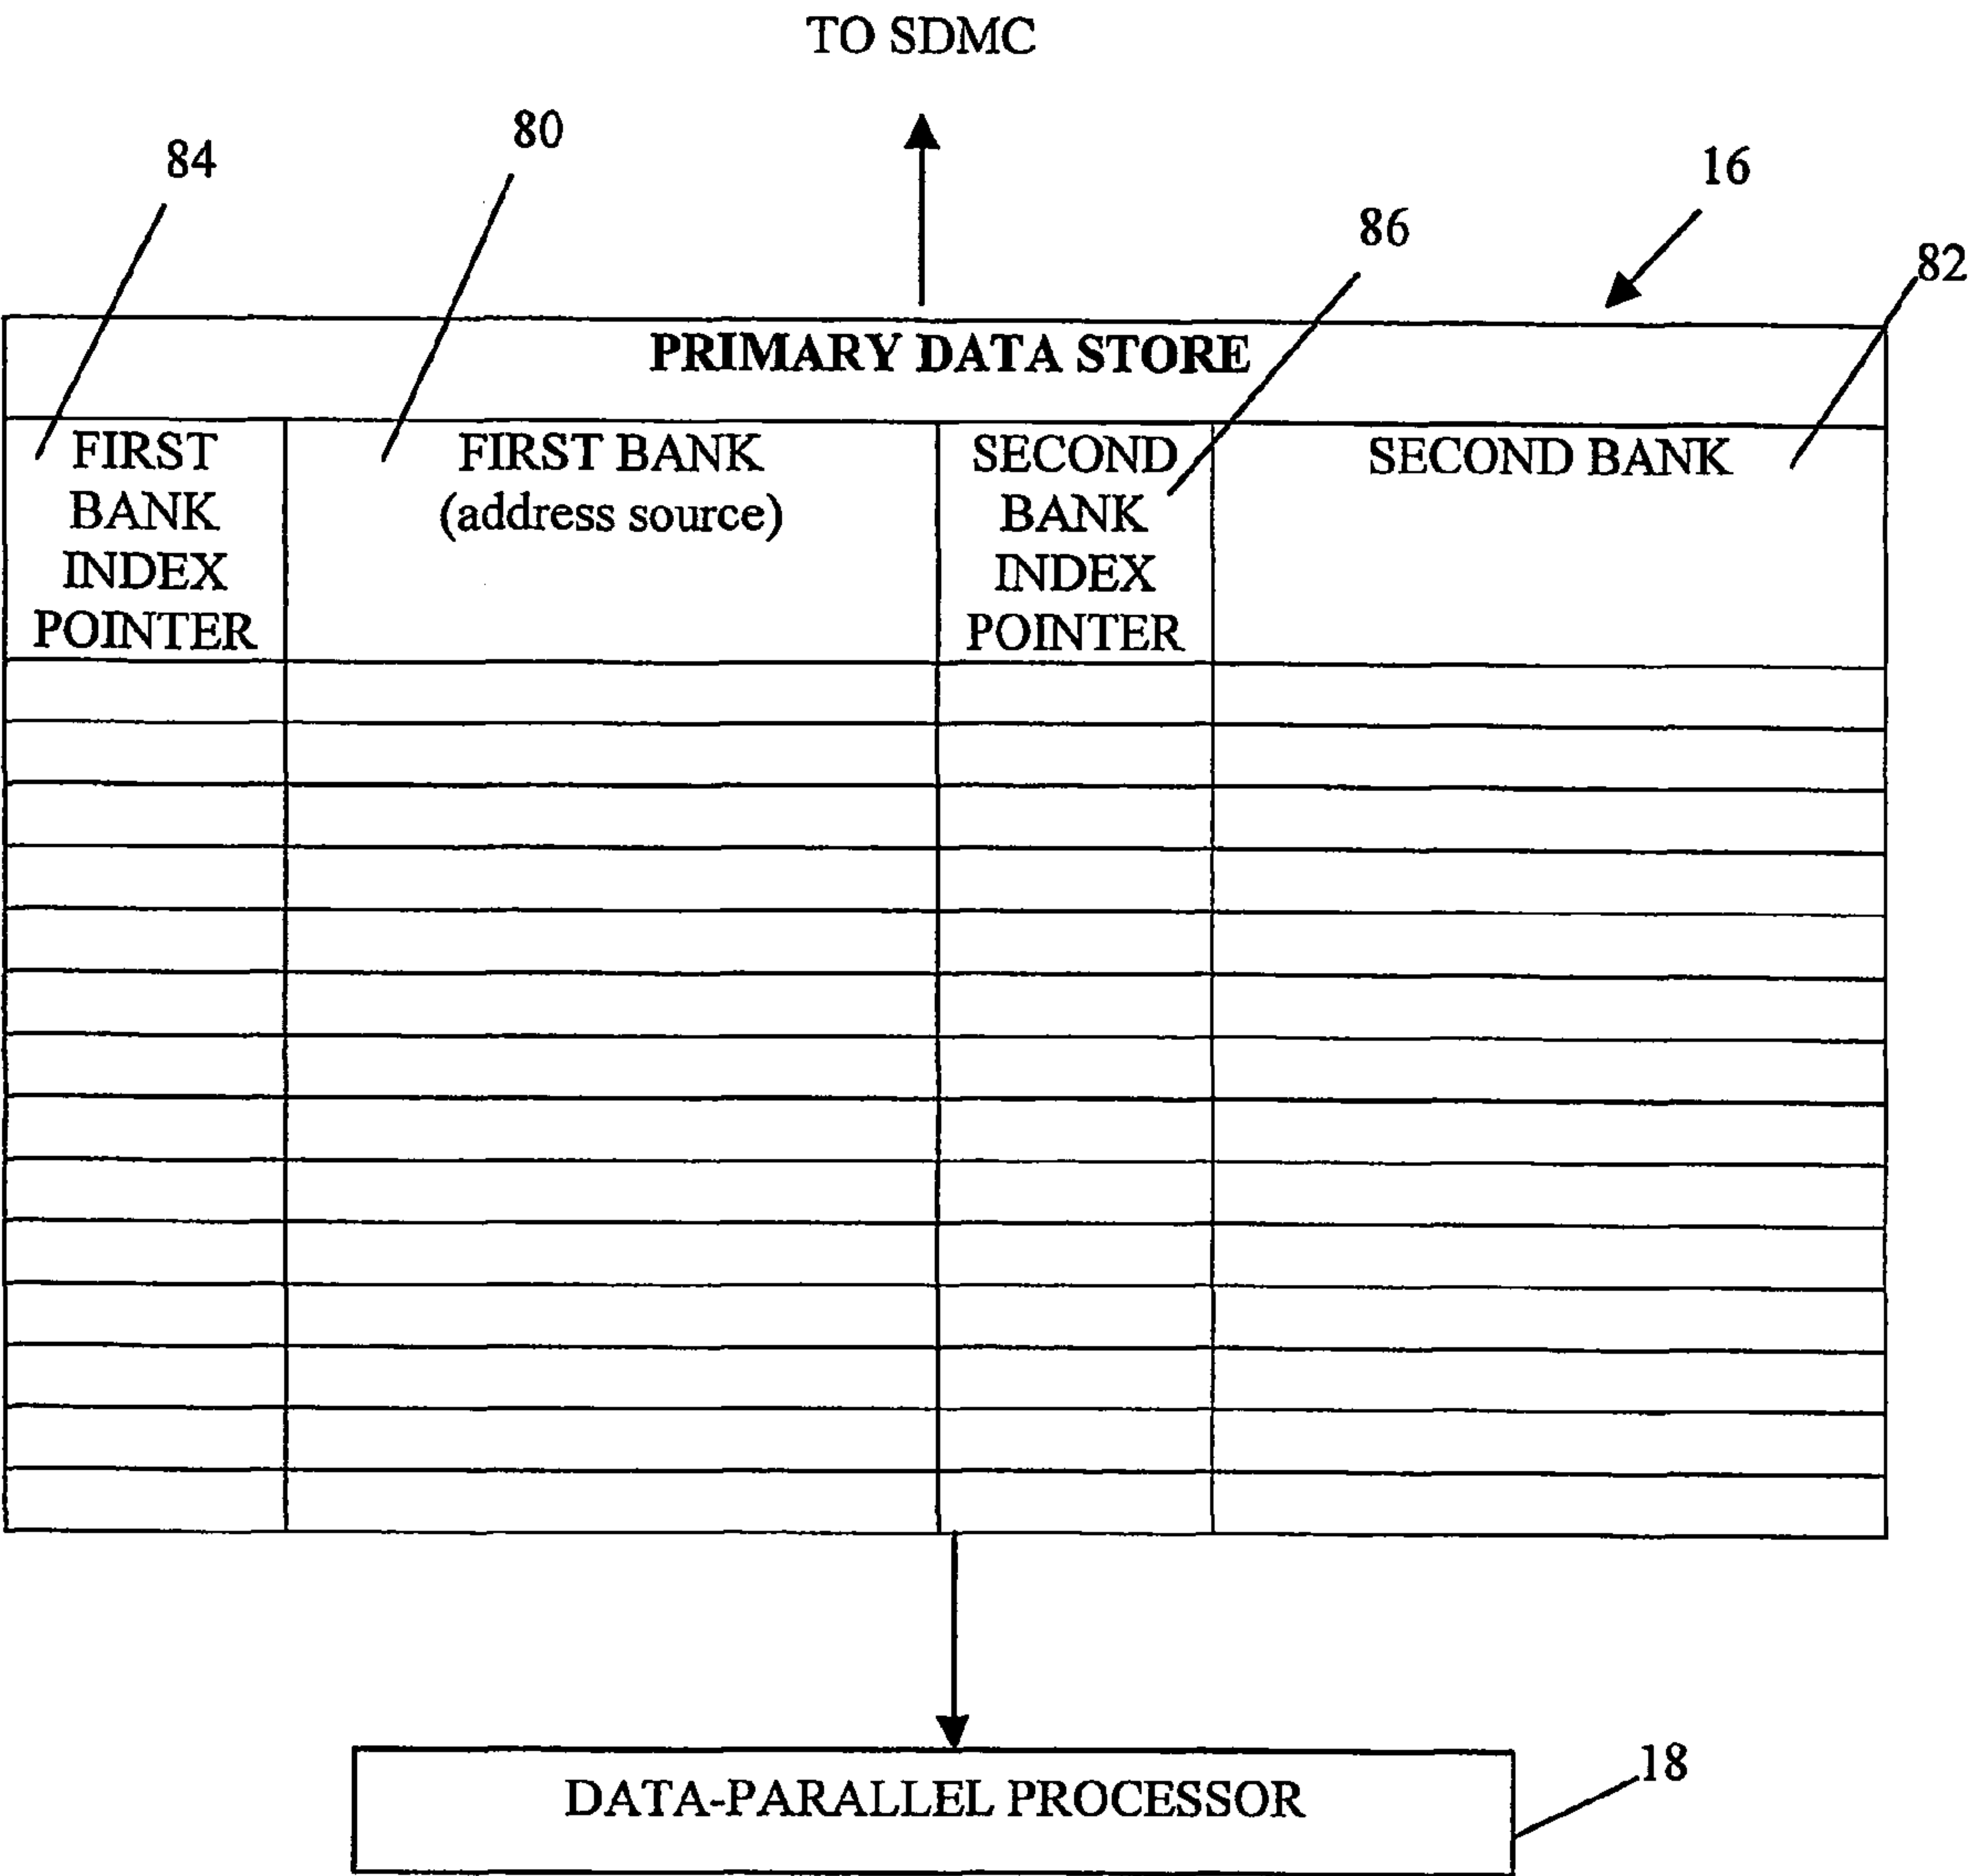 TO SDMC
80
84
16
86
82
PRIMARY DATA STORE
FIRST
BANK
INDEX
POINTER
FIRST BANK
(address source)
SECOND
BANK
INDEX
POINTER
SECOND BANK
DATA-PARALLEL PROCESSOR
18